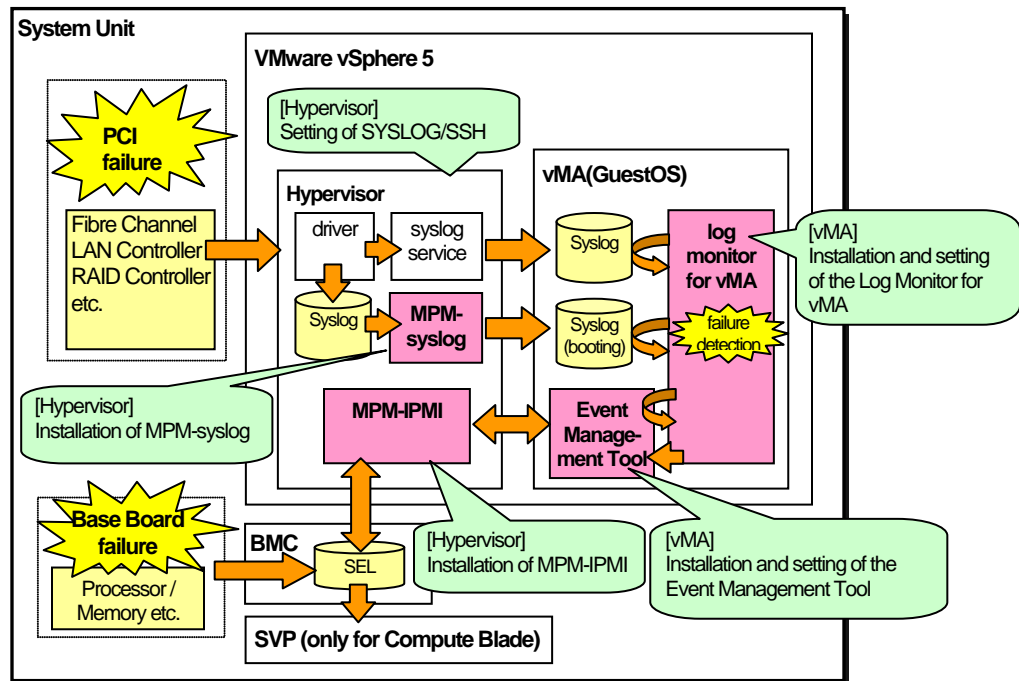 System Unit
VMware vSphere 5
PCI
failure
Fibre Channel
LAN Controller
RAID Controller
etc.
[Hypervisor]
Setting of SYSLOG/SSH
Hypervisor
driver
syslog
service
Syslog
MPM-
syslog
MPM-IPMI
vMA(GuestOS)
Syslog
Syslog
(booting)
log
monitor
for vMA
failure
detection
Event
Manage-
ment Tool
[vMA]
Installation and setting
of the Log Monitor for
vMA
[Hypervisor]
Installation of MPM-syslog
Base Board
failure
Processor /
Memory etc.
BMC
SEL
[Hypervisor]
Installation of MPM-IPMI
[vMA]
Installation and setting of the
Event Management Tool
SVP (only for Compute Blade)